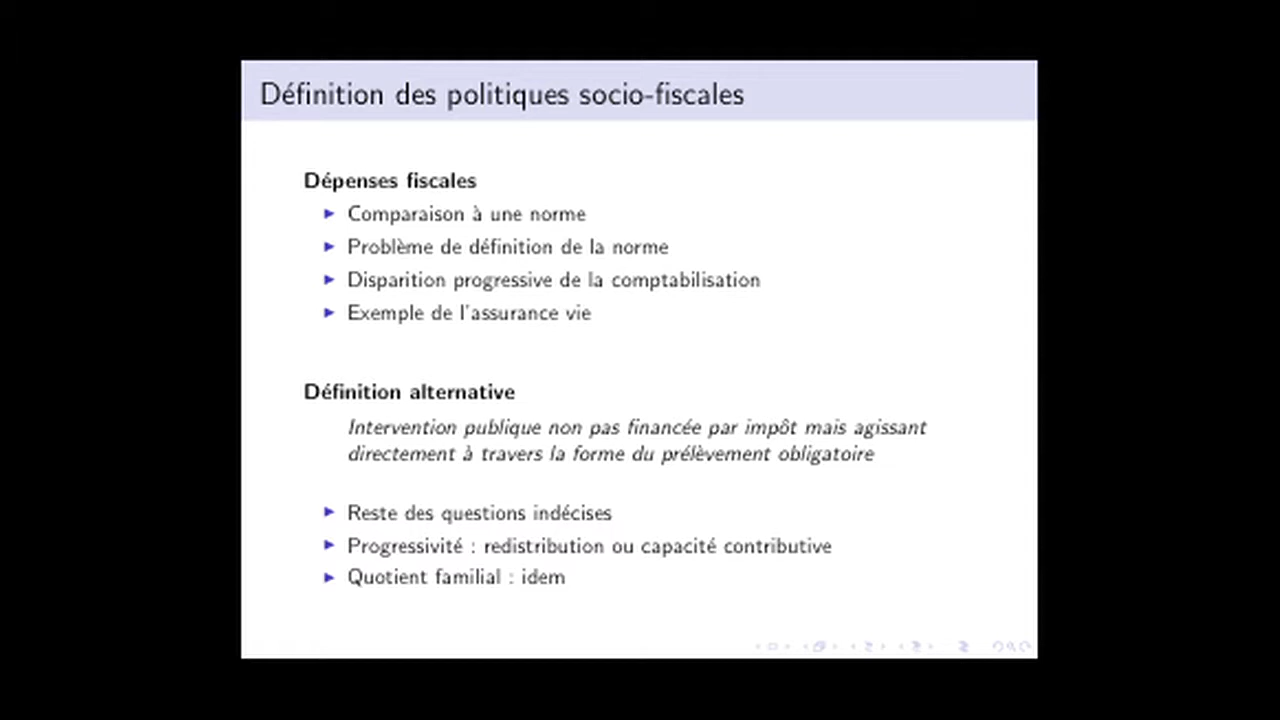 Définition des politiques socio-fiscales
Dépenses fiscales
Comparaison à une norme
Problème de définition de la norme
Disparition progressive de la comptabilisation
Exemple de l'assurance vie
Définition alternative
Intervention publique non pas financée par impôt mais agissant
directement à travers la forme du prélèvement obligatoire
Reste des questions indécises
Progressivité : redistribution ou capacité contributive
Quotient familial : idem